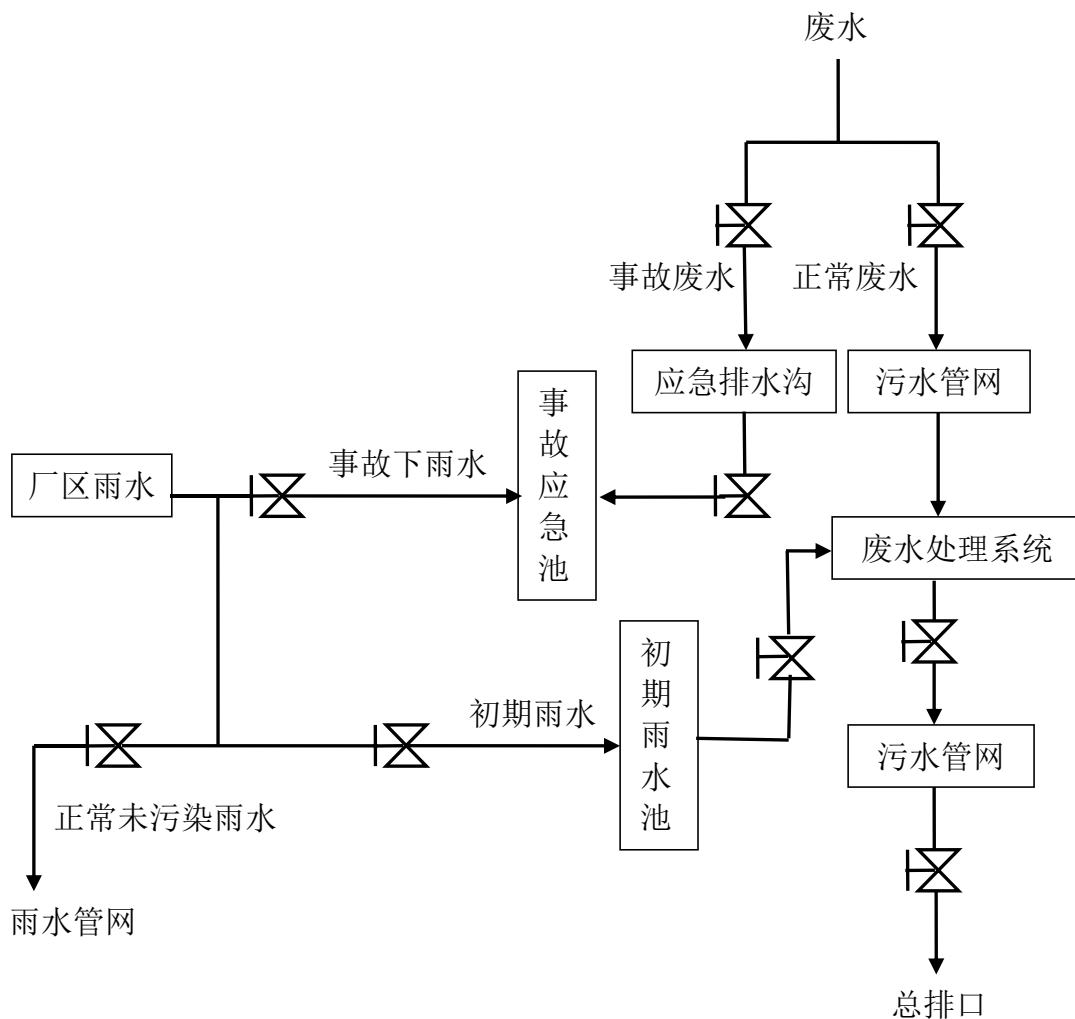 废水
事故废水
正常废水
应急排水沟
污水管网
事故应急池
厂区雨水
事故下雨水
废水处理系统
初期雨水池
初期雨水
污水管网
正常未污染雨水
雨水管网
总排口